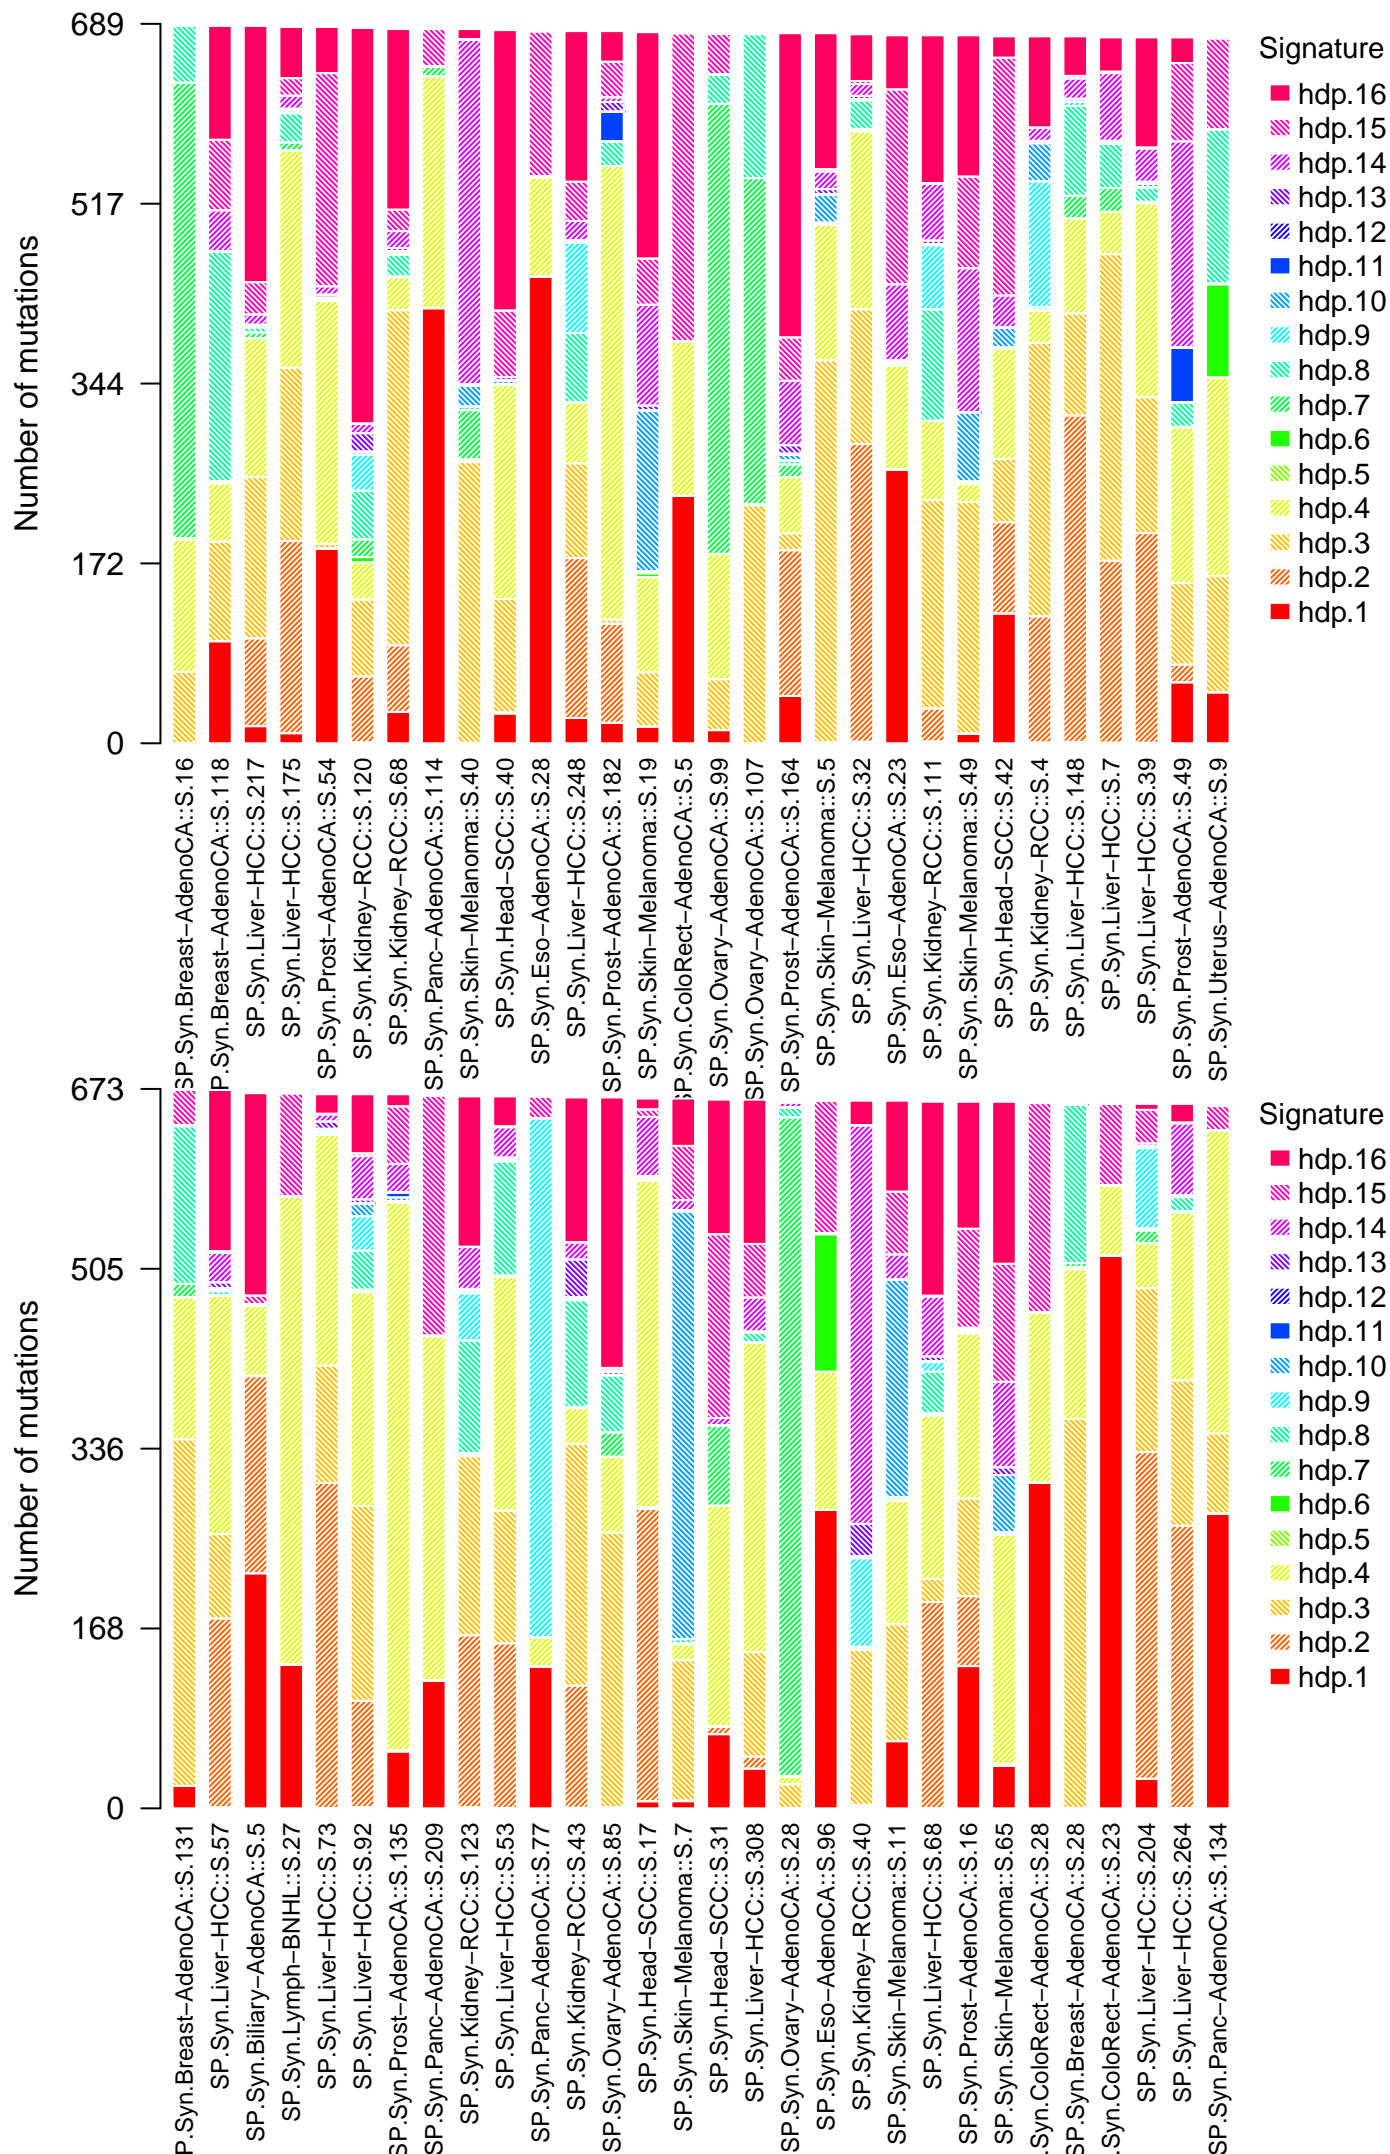 Number of mutations
689
517
344
172
0
Signature
hdp.16
hdp.15
hdp.14
hdp.13
hdp.12
hdp.11
hdp.10
hdp.9
hdp.8
hdp.7
hdp.6
hdp.5
hdp.4
hdp.3
hdp.2
hdp.1
SP.Syn.Breast−AdenoCA::S.16
P.Syn.Breast−AdenoCA::S.118
SP.Syn.Liver−HCC::S.217
SP.Syn.Liver−HCC::S.175
SP.Syn.Prost−AdenoCA::S.54
SP.Syn.Kidney−RCC::S.120
SP.Syn.Kidney−RCC::S.68
SP.Syn.Panc−AdenoCA::S.114
SP.Syn.Skin−Melanoma::S.40
SP.Syn.Head−SCC::S.40
SP.Syn.Eso−AdenoCA::S.28
SP.Syn.Liver−HCC::S.248
SP.Syn.Prost−AdenoCA::S.182
SP.Syn.Skin−Melanoma::S.19
SP.Syn.ColoRect−AdenoCA::S.5
SP.Syn.Ovary−AdenoCA::S.99
SP.Syn.Ovary−AdenoCA::S.107
SP.Syn.Prost−AdenoCA::S.164
SP.Syn.Skin−Melanoma::S.5
SP.Syn.Liver−HCC::S.32
SP.Syn.Eso−AdenoCA::S.23
SP.Syn.Kidney−RCC::S.111
SP.Syn.Skin−Melanoma::S.49
SP.Syn.Head−SCC::S.42
SP.Syn.Kidney−RCC::S.4
SP.Syn.Liver−HCC::S.148
SP.Syn.Liver−HCC::S.7
SP.Syn.Liver−HCC::S.39
SP.Syn.Prost−AdenoCA::S.49
SP.Syn.Uterus−AdenoCA::S.9
Number of mutations
673
505
336
168
0
Signature
hdp.16
hdp.15
hdp.14
hdp.13
hdp.12
hdp.11
hdp.10
hdp.9
hdp.8
hdp.7
hdp.6
hdp.5
hdp.4
hdp.3
hdp.2
hdp.1
P.Syn.Breast−AdenoCA::S.131
SP.Syn.Liver−HCC::S.57
SP.Syn.Biliary−AdenoCA::S.5
SP.Syn.Lymph−BNHL::S.27
SP.Syn.Liver−HCC::S.73
SP.Syn.Liver−HCC::S.92
SP.Syn.Prost−AdenoCA::S.135
SP.Syn.Panc−AdenoCA::S.209
SP.Syn.Kidney−RCC::S.123
SP.Syn.Liver−HCC::S.53
SP.Syn.Panc−AdenoCA::S.77
SP.Syn.Kidney−RCC::S.43
SP.Syn.Ovary−AdenoCA::S.85
SP.Syn.Head−SCC::S.17
SP.Syn.Skin−Melanoma::S.7
SP.Syn.Head−SCC::S.31
SP.Syn.Liver−HCC::S.308
SP.Syn.Ovary−AdenoCA::S.28
SP.Syn.Eso−AdenoCA::S.96
SP.Syn.Kidney−RCC::S.40
SP.Syn.Skin−Melanoma::S.11
SP.Syn.Liver−HCC::S.68
SP.Syn.Prost−AdenoCA::S.16
SP.Syn.Skin−Melanoma::S.65
.Syn.ColoRect−AdenoCA::S.28
SP.Syn.Breast−AdenoCA::S.28
.Syn.ColoRect−AdenoCA::S.23
SP.Syn.Liver−HCC::S.204
SP.Syn.Liver−HCC::S.264
SP.Syn.Panc−AdenoCA::S.134